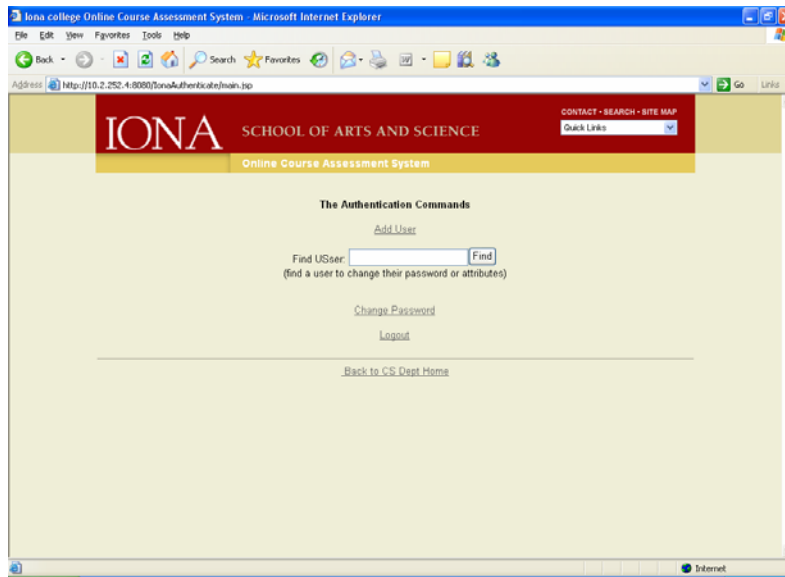 Iona college Online Course Assessment System - Microsoft Internet Explorer
File Edit View Favorites Tools Help
Back Search Favorites
Address http://10.2.252.4:8080/IonaAuthenticate/main.jsp Go Links
CONTACT • SEARCH • SITE MAP
IONA SCHOOL OF ARTS AND SCIENCE Quick Links
Online Course Assessment System
The Authentication Commands
Add User
Find USser: Find
(find a user to change their password or attributes)
Change Password
Logout
Back to CS Dept Home
Internet